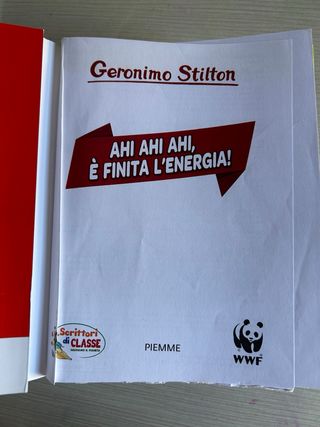 Geronimo Stilton
AHI AHI AHI,
È FINITA L'ENERGIA!
Scrittori
di CLASSE
PIEMME
WWF